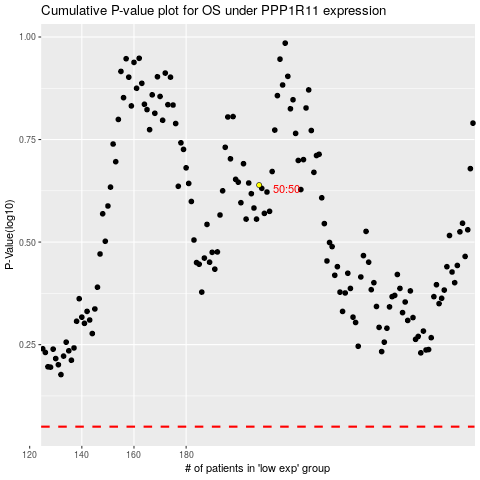 Cumulative P-value plot for OS under PPP1R11 expression
P-Value(log10)
1.00
0.75
0.50
0.25
50:50
120 140 160 180
# of patients in 'low exp' group